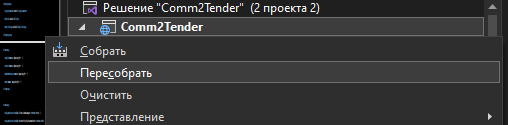 Решение "Comm2Tender" (2 проекта 2)
Comm2Tender
Собрать
Пересобрать
Очистить
Представление